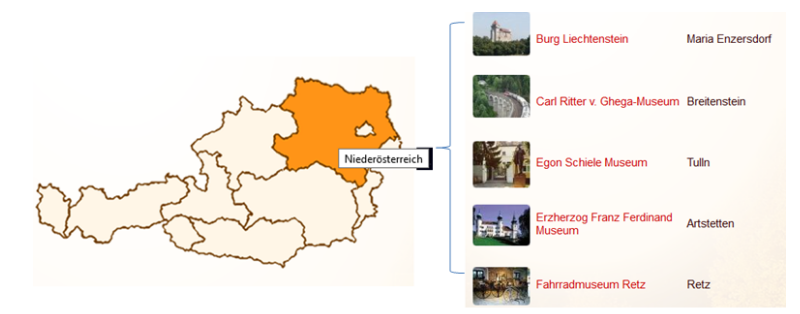 Burg Liechtenstein Maria Enzersdorf
Carl Ritter v. Ghega-Museum Breitenstein
Niederösterreich
Egon Schiele Museum Tulln
Erzherzog Franz Ferdinand
Museum Artstetten
Fahrradmuseum Retz Retz